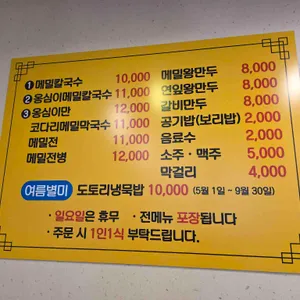 ① 메밀칼국수 10,000
② 옹심이메밀칼국수 11,000
③ 옹심이만 12,000
코다리메밀막국수 11,000
메밀전 11,000
메밀전병 12,000
메밀왕만두 8,000
연잎왕만두 8,000
갈비만두 8,000
공기밥(보리밥) 2,000
음료수 2,000
소주 · 맥주 5,000
막걸리 4,000
여름별미 도토리냉묵밥 10,000 (5월 1일 ~ 9월 30일)
· 일요일은 휴무 · 전메뉴 포장됩니다
· 주문 시 1인1식 부탁드립니다.